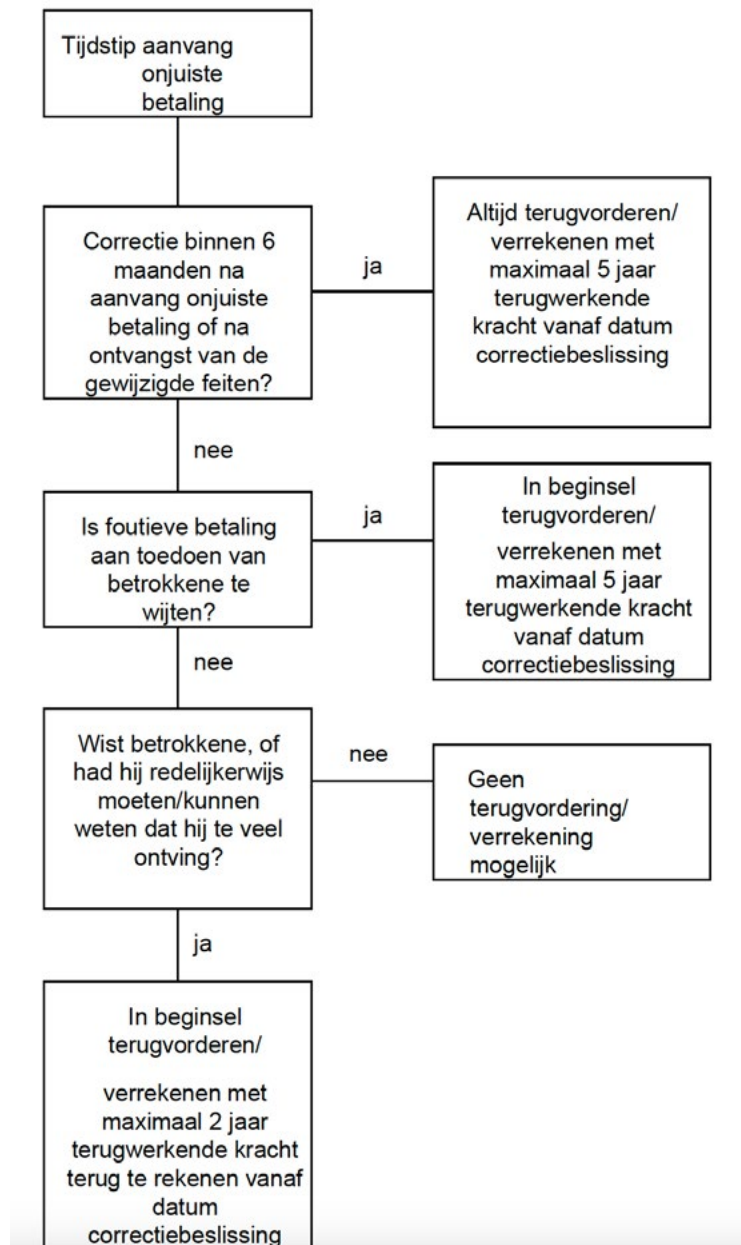 Tijdstip aanvang
onjuiste
betaling
Correctie binnen 6
maanden na
aanvang onjuiste
betaling of na
ontvangst van de
gewijzigde feiten?
ja
Altijd terugvorderen/
verrekenen met
maximaal 5 jaar
terugwerkende
kracht vanaf datum
correctiebeslissing
nee
Is foutieve betaling
aan toedoen van
betrokkene te
wijten?
ja
In beginsel
terugvorderen/
verrekenen met
maximaal 5 jaar
terugwerkende kracht
vanaf datum
correctiebeslissing
nee
Wist betrokkene, of
had hij redelijkerwijs
moeten/kunnen
weten dat hij te veel
ontving?
nee
Geen
terugvordering/
verrekening
mogelijk
ja
In beginsel
terugvorderen/
verrekenen met
maximaal 2 jaar
terugwerkende kracht
terug te rekenen vanaf
datum
correctiebeslissing